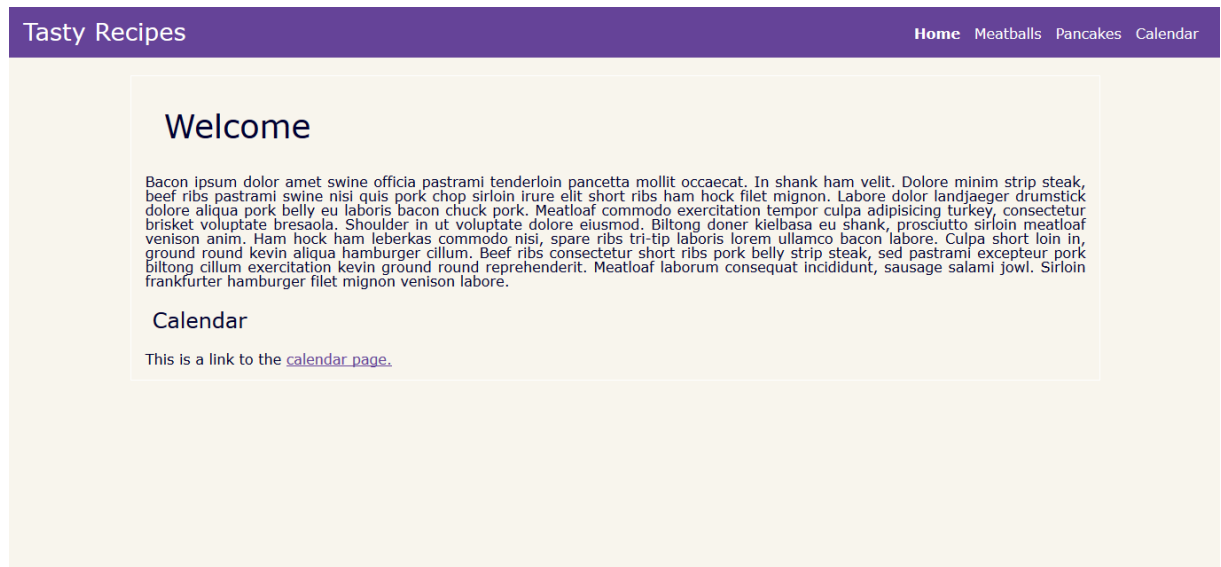 Tasty Recipes
Home Meatballs Pancakes Calendar
Welcome
Bacon ipsum dolor amet swine officia pastrami tenderloin pancetta mollit occaecat. In shank ham velit. Dolore minim strip steak,
beef ribs pastrami swine nisi quis pork chop sirloin irure elit short ribs ham hock filet mignon. Labore dolor landjaeger drumstick
dolore aliqua pork belly eu laboris bacon chuck pork. Meatloaf commodo exercitation tempor culpa adipisicing turkey, consectetur
brisket voluptate bresaola. Shoulder in ut voluptate dolore eiusmod. Biltong doner kielbasa eu shank, prosciutto sirloin meatloaf
venison anim. Ham hock ham leberkas commodo nisi, spare ribs tri-tip laboris lorem ullamco bacon labore. Culpa short loin in,
ground round kevin aliqua hamburger cillum. Beef ribs consectetur short ribs pork belly strip steak, sed pastrami excepteur pork
biltong cillum exercitation kevin ground round reprehenderit. Meatloaf laborum consequat incididunt, sausage salami jowl. Sirloin
frankfurter hamburger filet mignon venison labore.
Calendar
This is a link to the calendar page.